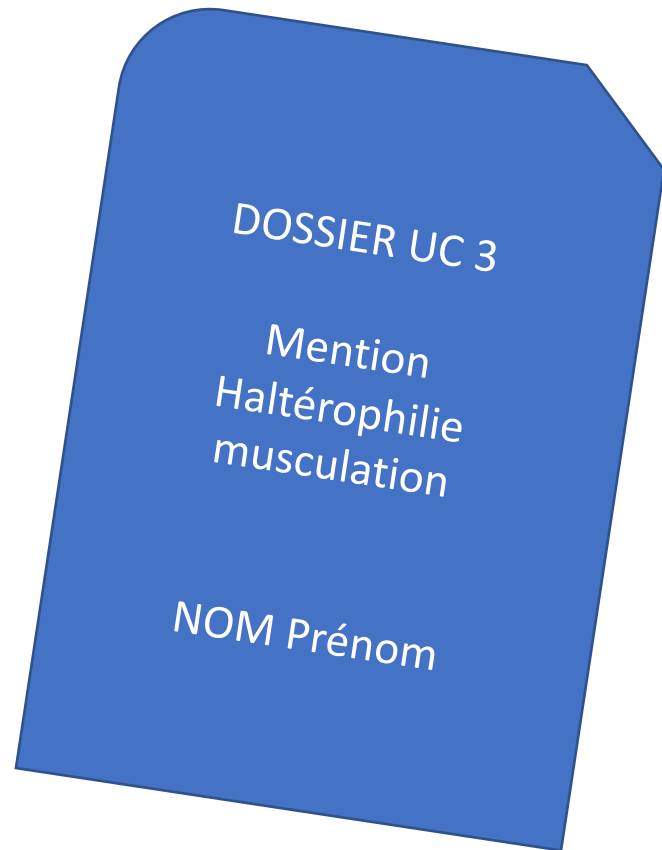 DOSSIER UC 3
Mention
Haltérophilie
musculation
NOM Prénom